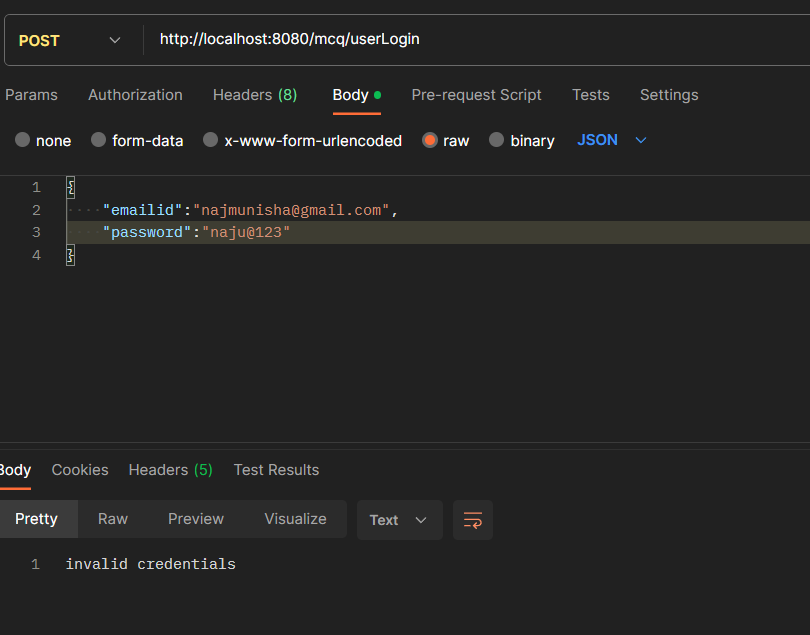 POST http://localhost:8080/mcq/userLogin
Params Authorization Headers (8) Body Pre-request Script Tests Settings
none form-data x-www-form-urlencoded raw binary JSON
1 {
2 "emailid":"najmunisha@gmail.com",
3 "password":"naju@123"
4 }
Body Cookies Headers (5) Test Results
Pretty Raw Preview Visualize Text
1 invalid credentials